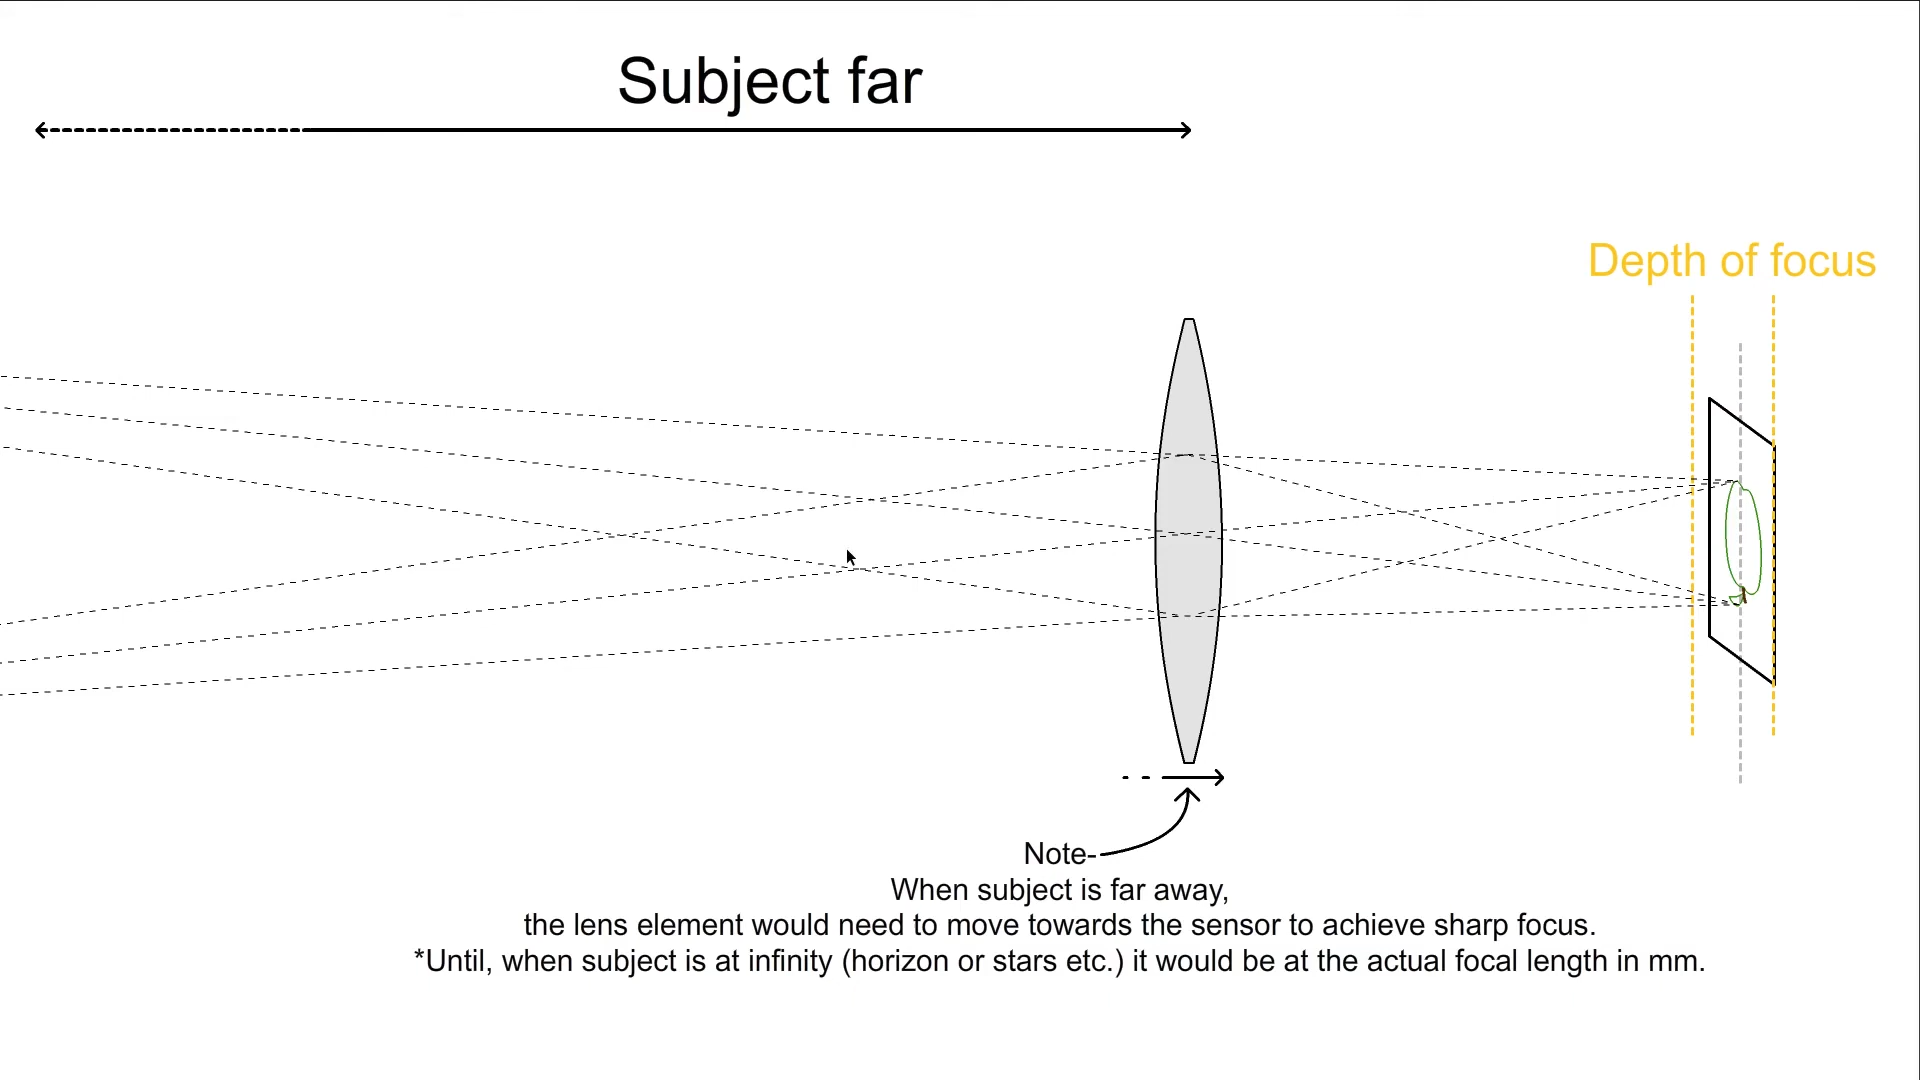 Subject far
Depth of focus
Note-
When subject is far away,
the lens element would need to move towards the sensor to achieve sharp focus.
*Until, when subject is at infinity (horizon or stars etc.) it would be at the actual focal length in mm.